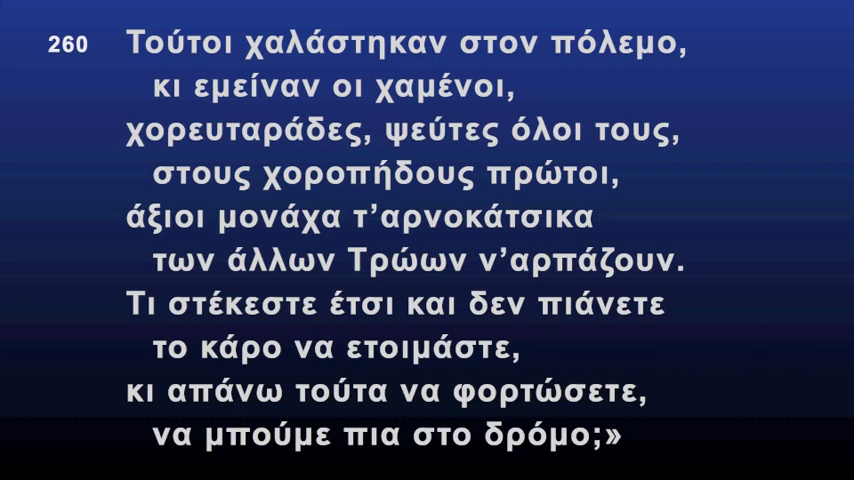 260 Τούτοι χαλάστηκαν στον πόλεμο,
κι εμείναν οι χαμένοι,
χορευταράδες, ψεύτες όλοι τους,
στους χοροπήδους πρώτοι,
άξιοι μονάχα τ’αρνοκάτσικα
των άλλων Τρώων ν’αρπάζουν.
Τι στέκεστε έτσι και δεν πιάνετε
το κάρο να ετοιμάστε,
κι απάνω τούτα να φορτώσετε,
να μπούμε πια στο δρόμο;»